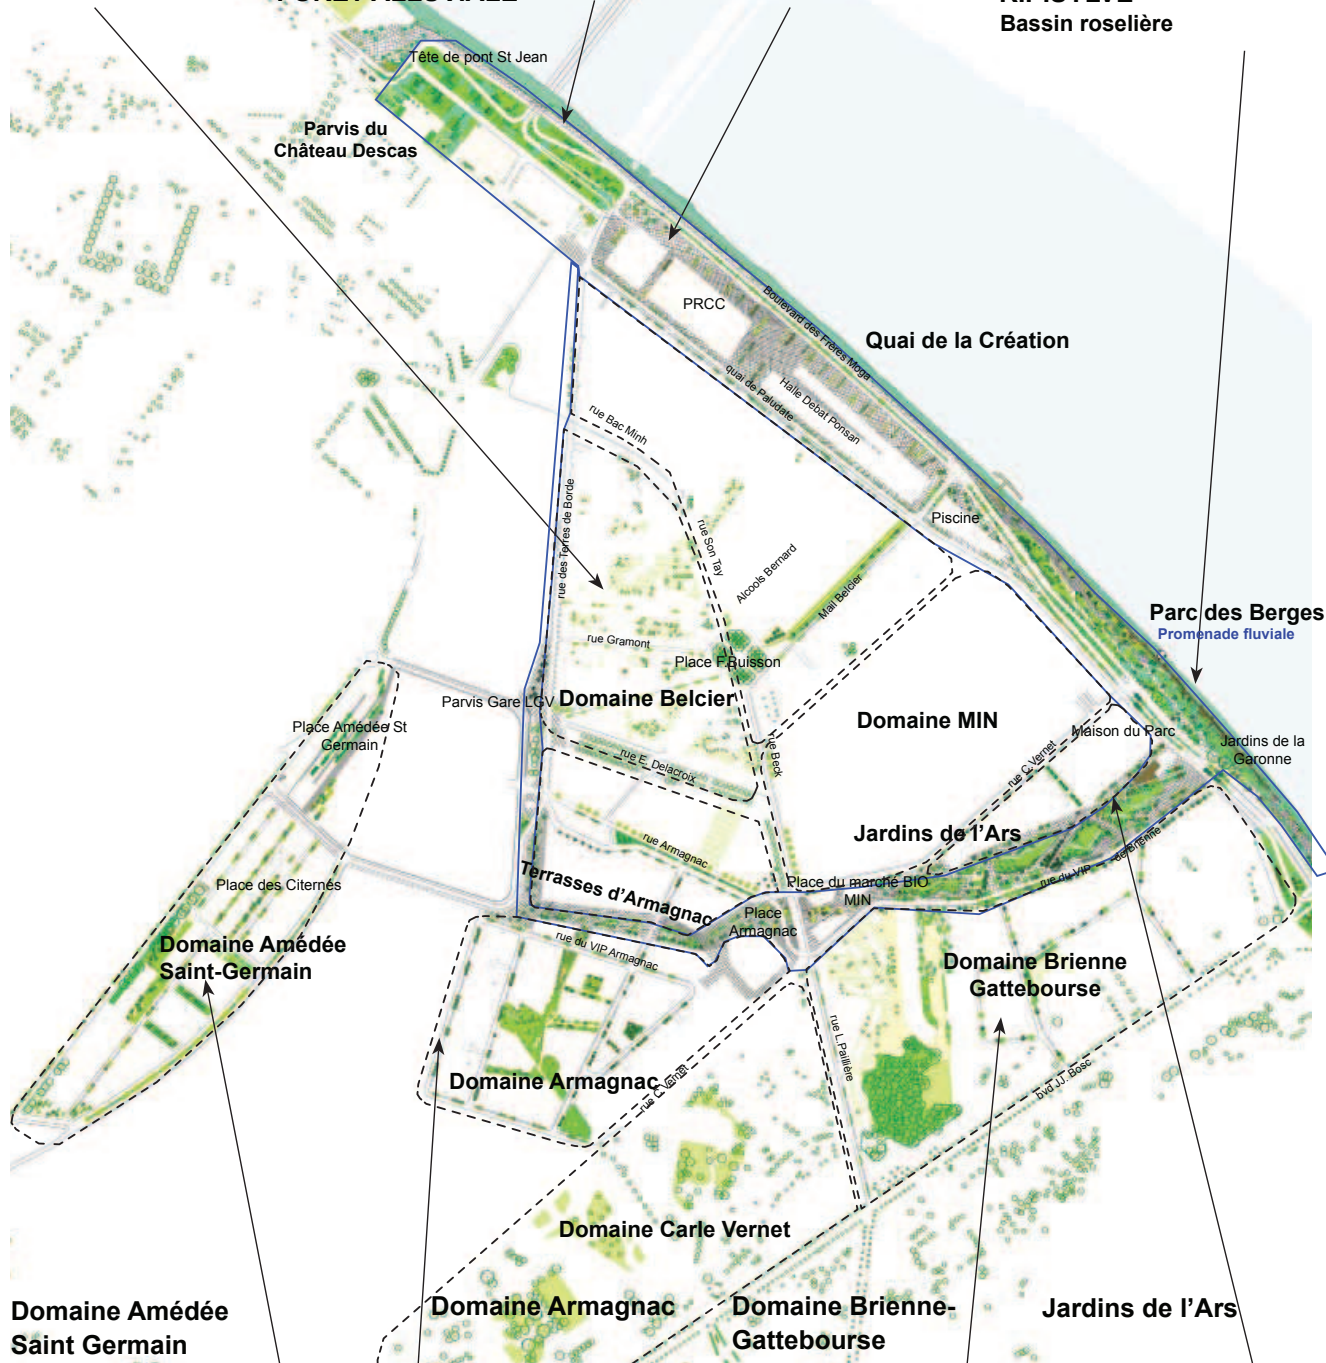 Bassin roselière
Tête de pont St Jean
Parvis du
Château Descas
PRCC
Boulevard des Frères Moga
Quai de la Création
quai de Paludate
Halle Debat Ponsan
rue Bac Minh
rue des Terres de Borde
rue Son Tay
Piscine
Alcools Bernard
Mail Belcier
Parc des Berges
Promenade fluviale
rue Gramont
Place F.Buisson
Parvis Gare LGV
Domaine Belcier
Domaine MIN
Place Amédée St
Germain
Maison du Parc
Jardins de la
Garonne
rue E. Delacroix
rue Beck
rue C.Vernet
rue Armagnac
Jardins de l'Ars
rue du VIP de Brienne
Place des Citernes
Terrasses d'Armagnac
Place du marché BIO
MIN
Place
Armagnac
Domaine Amédée
Saint-Germain
rue du VIP Armagnac
Domaine Brienne
Gattebourse
rue L.Paillière
Domaine Armagnac
rue C.Vernet
bvd JJ. Bosc
Domaine Carle Vernet
Domaine Amédée
Saint Germain
Domaine Armagnac
Domaine Brienne-
Gattebourse
Jardins de l'Ars